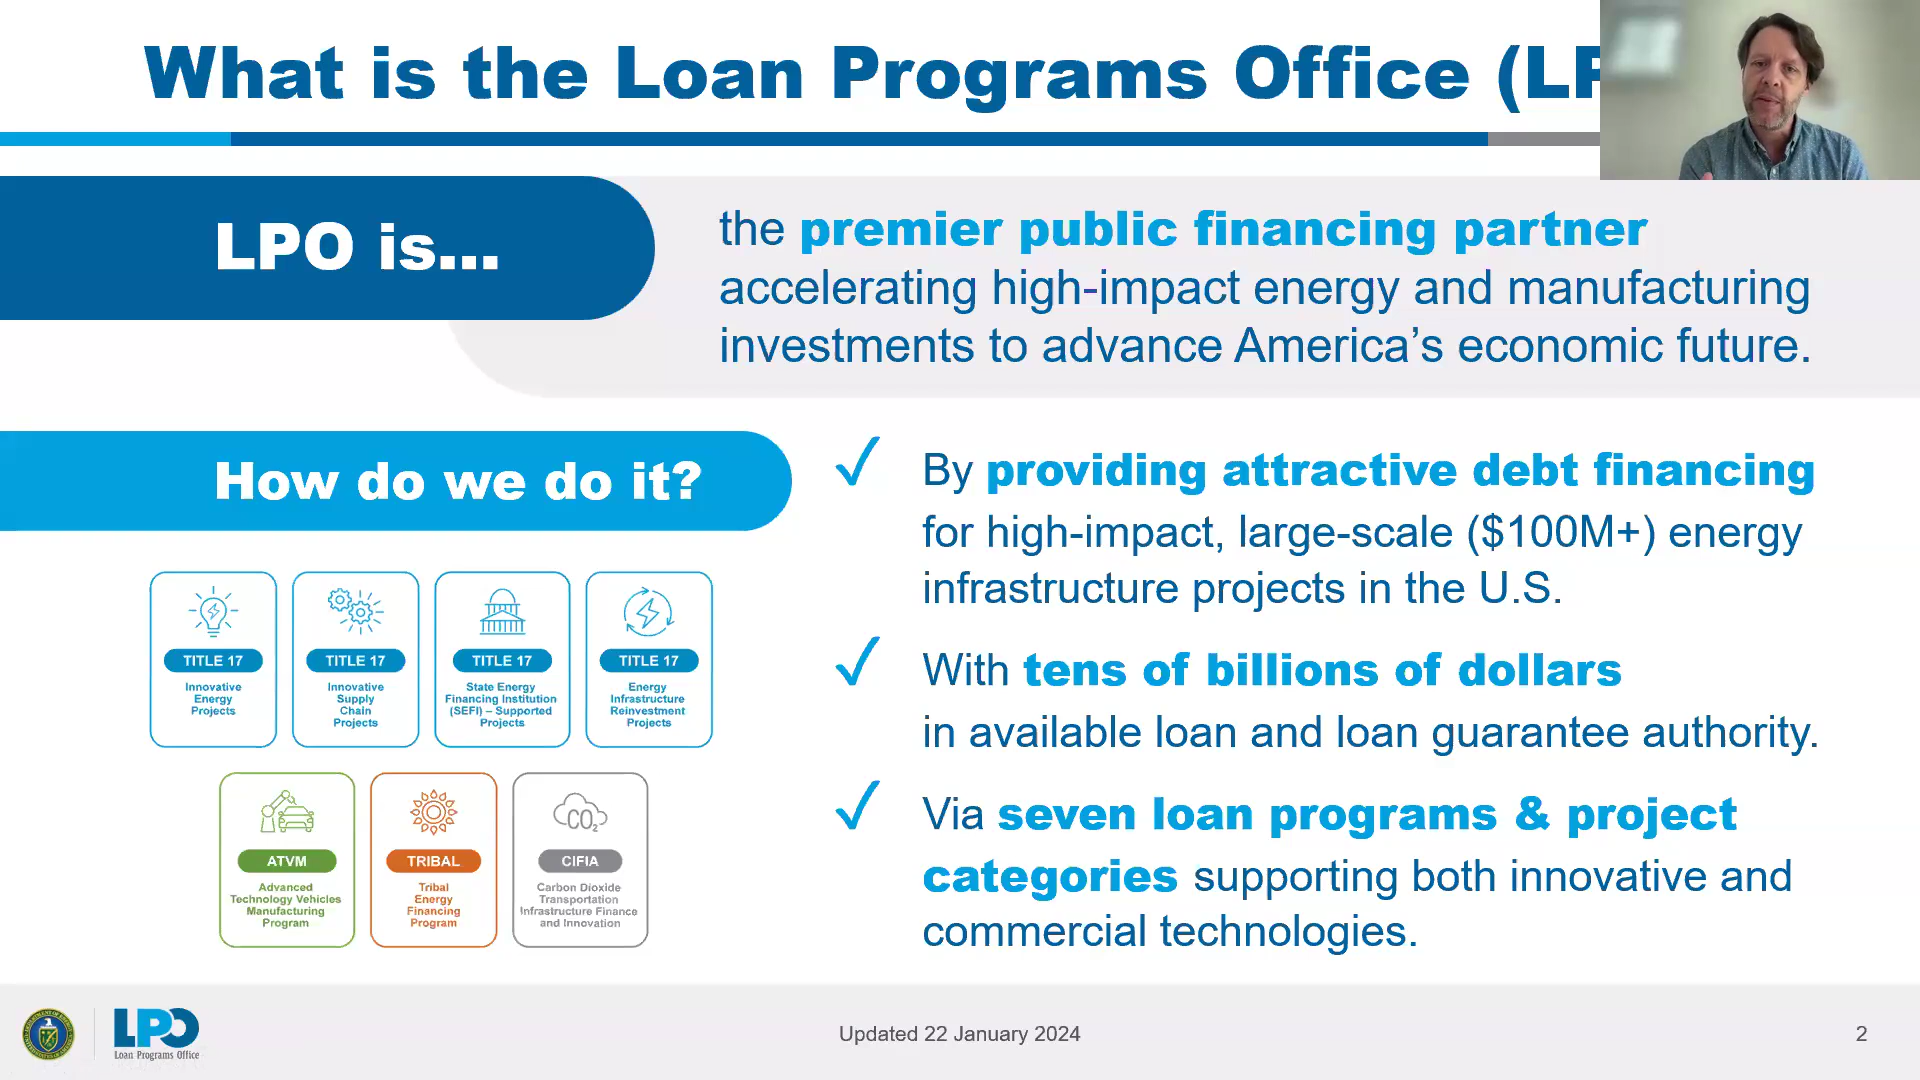 What is the Loan Programs Office (LP
LPO is...
the premier public financing partner
accelerating high-impact energy and manufacturing
investments to advance America’s economic future.
How do we do it?
✓ By providing attractive debt financing
for high-impact, large-scale ($100M+) energy
infrastructure projects in the U.S.
✓ With tens of billions of dollars
in available loan and loan guarantee authority.
✓ Via seven loan programs & project
categories supporting both innovative and
commercial technologies.
TITLE 17
Innovative
Energy
Projects
TITLE 17
Innovative
Supply
Chain
Projects
TITLE 17
State Energy
Financing Institution
(SEFI) – Supported
Projects
TITLE 17
Energy
Infrastructure
Reinvestment
Projects
ATVM
Advanced
Technology Vehicles
Manufacturing
Program
TRIBAL
Tribal
Energy
Financing
Program
CO2
CIFIA
Carbon Dioxide
Transportation
Infrastructure Finance
and Innovation
LPO
Loan Programs Office
Updated 22 January 2024
2